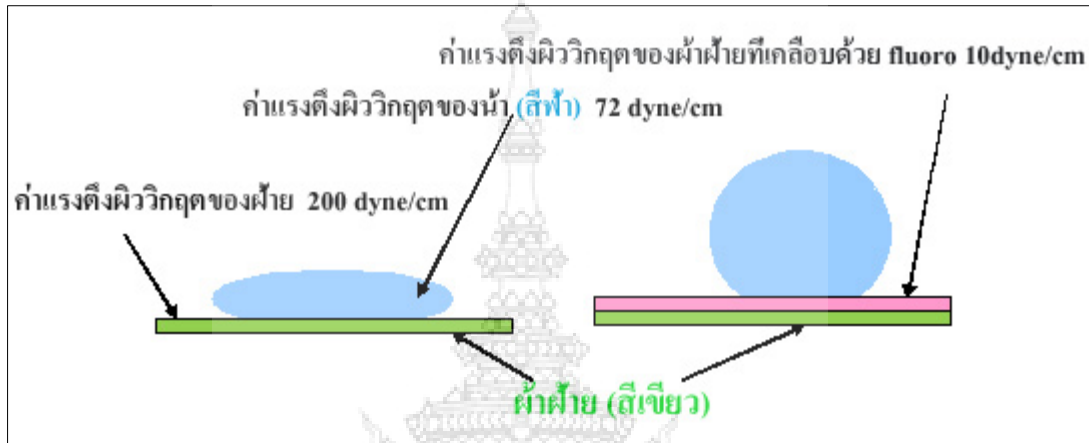 ค่าแรงตึงผิววิกฤตของผ้าฝ้ายที่เคลือบด้วย fluoro 10dyne/cm
ค่าแรงตึงผิววิกฤตของน้ำ (สีฟ้า) 72 dyne/cm
ค่าแรงตึงผิววิกฤตของฝ้าย 200 dyne/cm
ผ้าฝ้าย (สีเขียว)